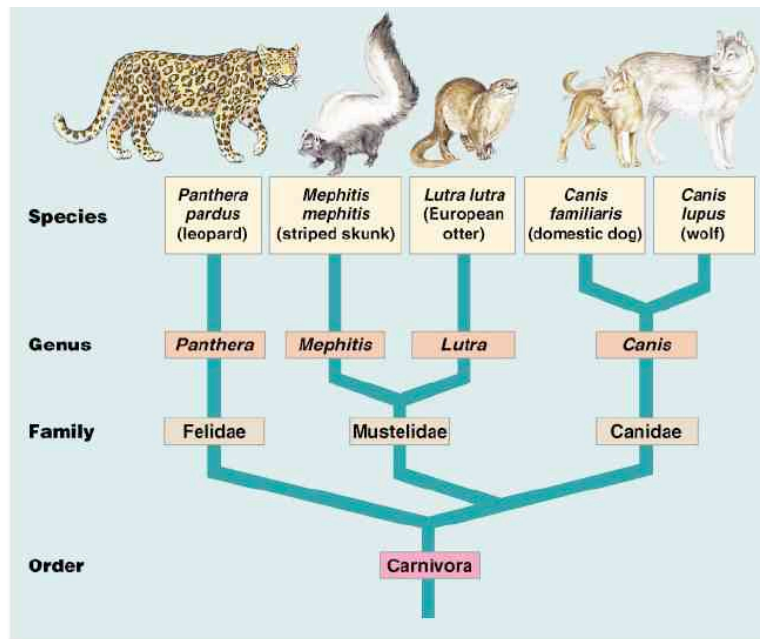 Species
Panthera
pardus
(leopard)
Mephitis
mephitis
(striped skunk)
Lutra lutra
(European
otter)
Canis
familiaris
(domestic dog)
Canis
lupus
(wolf)
Genus
Panthera
Mephitis
Lutra
Canis
Family
Felidae
Mustelidae
Canidae
Order
Carnivora